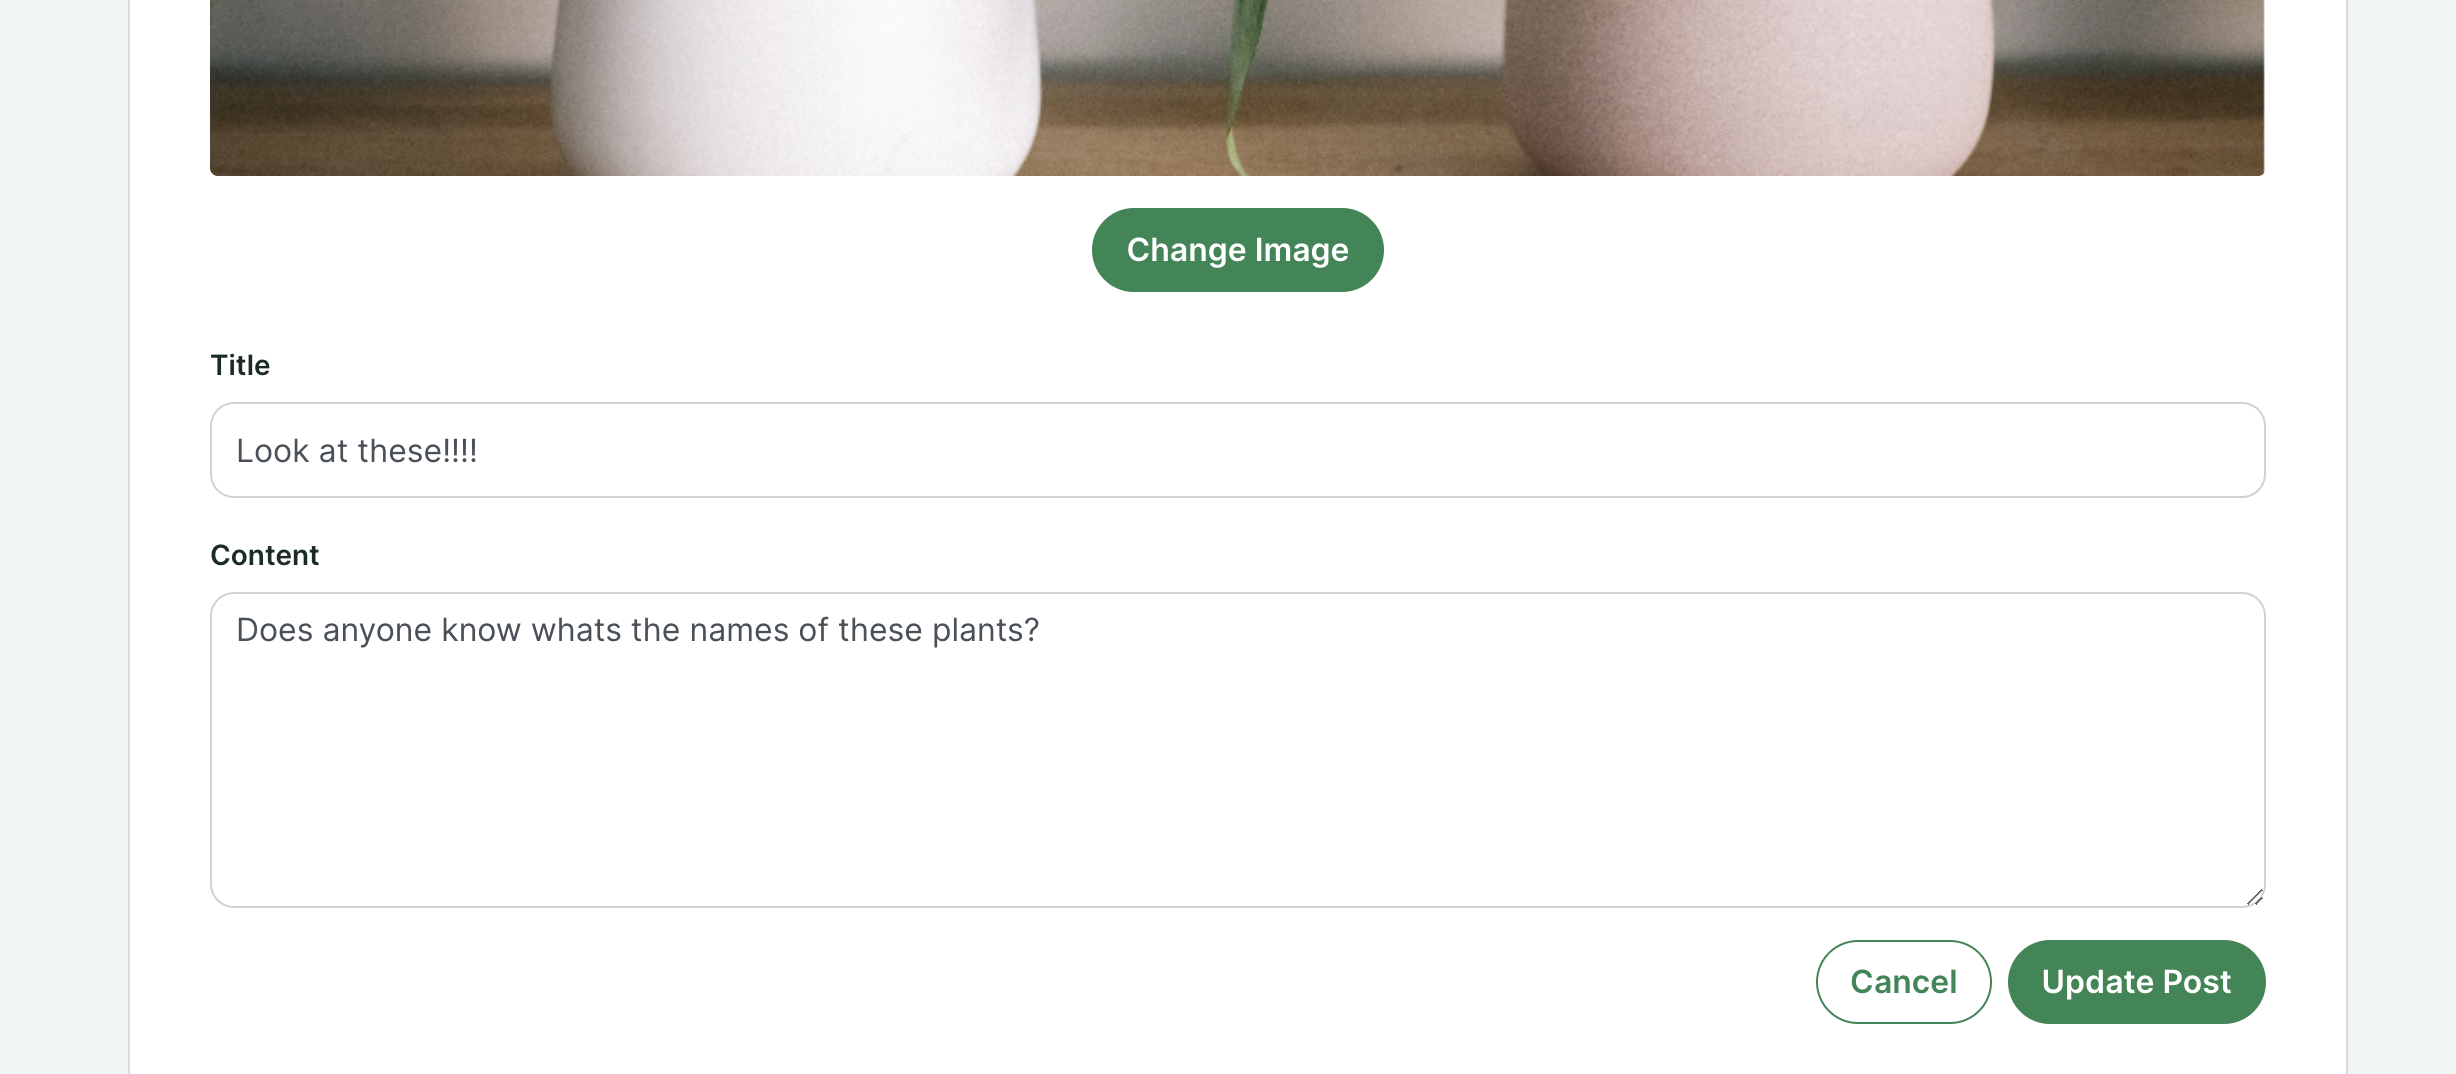 Change Image
Title
Look at these!!!!
Content
Does anyone know whats the names of these plants?
Cancel
Update Post